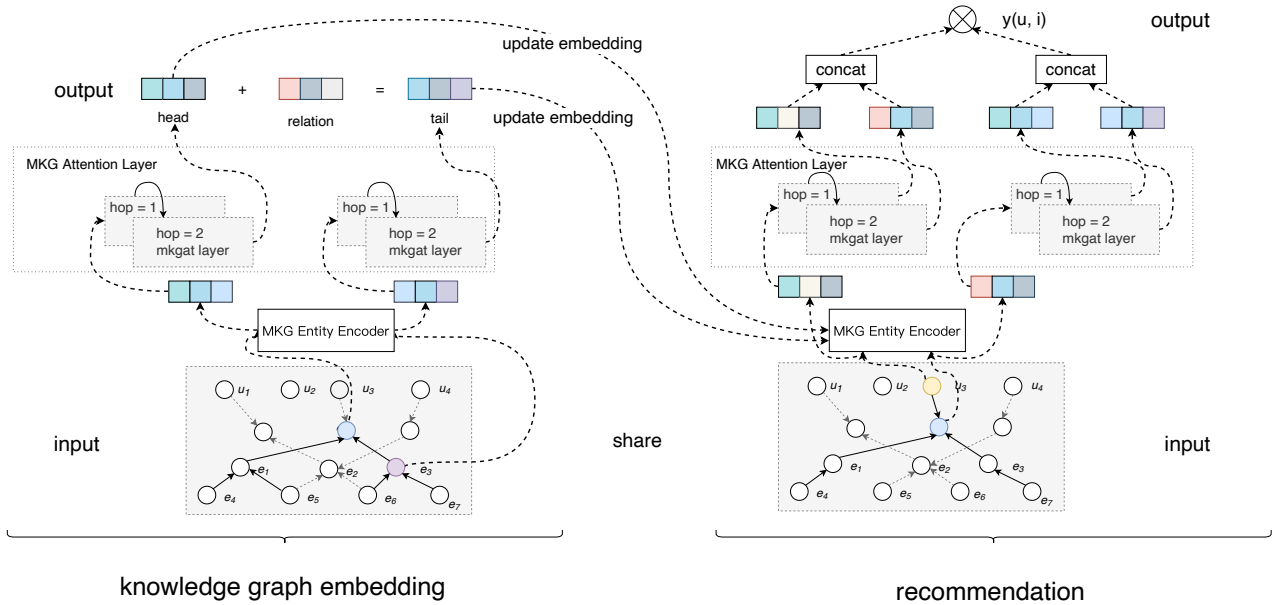 update embedding
y(u, i)
output
concat
concat
output
+
=
head
relation
tail
update embedding
MKG Attention Layer
hop = 1
hop = 2
mkgat layer
hop = 1
hop = 2
mkgat layer
MKG Attention Layer
hop = 1
hop = 2
mkgat layer
hop = 1
hop = 2
mkgat layer
MKG Entity Encoder
MKG Entity Encoder
u1
u2
u3
u4
input
e1
e2
e3
e4
e5
e6
e7
share
u1
u2
u3
u4
input
e1
e2
e3
e4
e5
e6
e7
knowledge graph embedding
recommendation